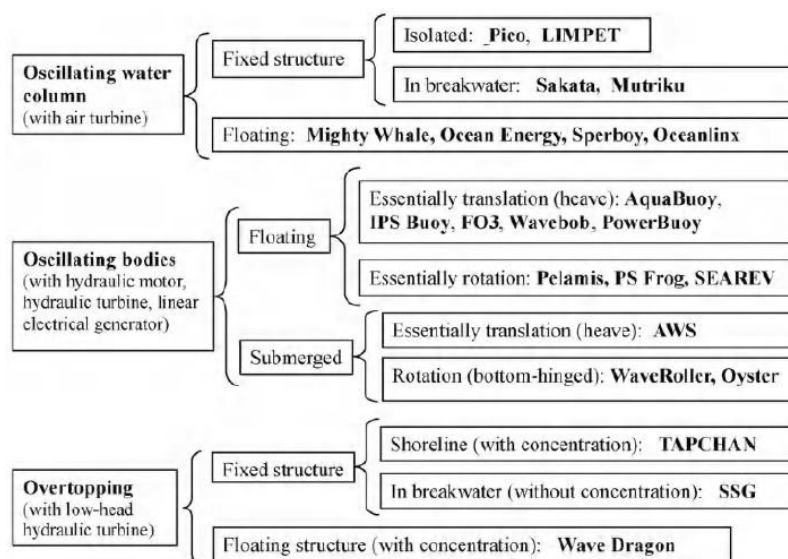 Oscillating water
column
(with air turbine)
Fixed structure
Isolated: _Pico, LIMPET
In breakwater: Sakata, Mutriku
Floating: Mighty Whale, Ocean Energy, Sperboy, Oceanlinx
Oscillating bodies
(with hydraulic motor,
hydraulic turbine, linear
electrical generator)
Floating
Essentially translation (heave): AquaBuoy,
IPS Buoy, FO3, Wavebob, PowerBuoy
Essentially rotation: Pelamis, PS Frog, SEAREV
Submerged
Essentially translation (heave): AWS
Rotation (bottom-hinged): WaveRoller, Oyster
Overtopping
(with low-head
hydraulic turbine)
Fixed structure
Shoreline (with concentration): TAPCHAN
In breakwater (without concentration): SSG
Floating structure (with concentration): Wave Dragon